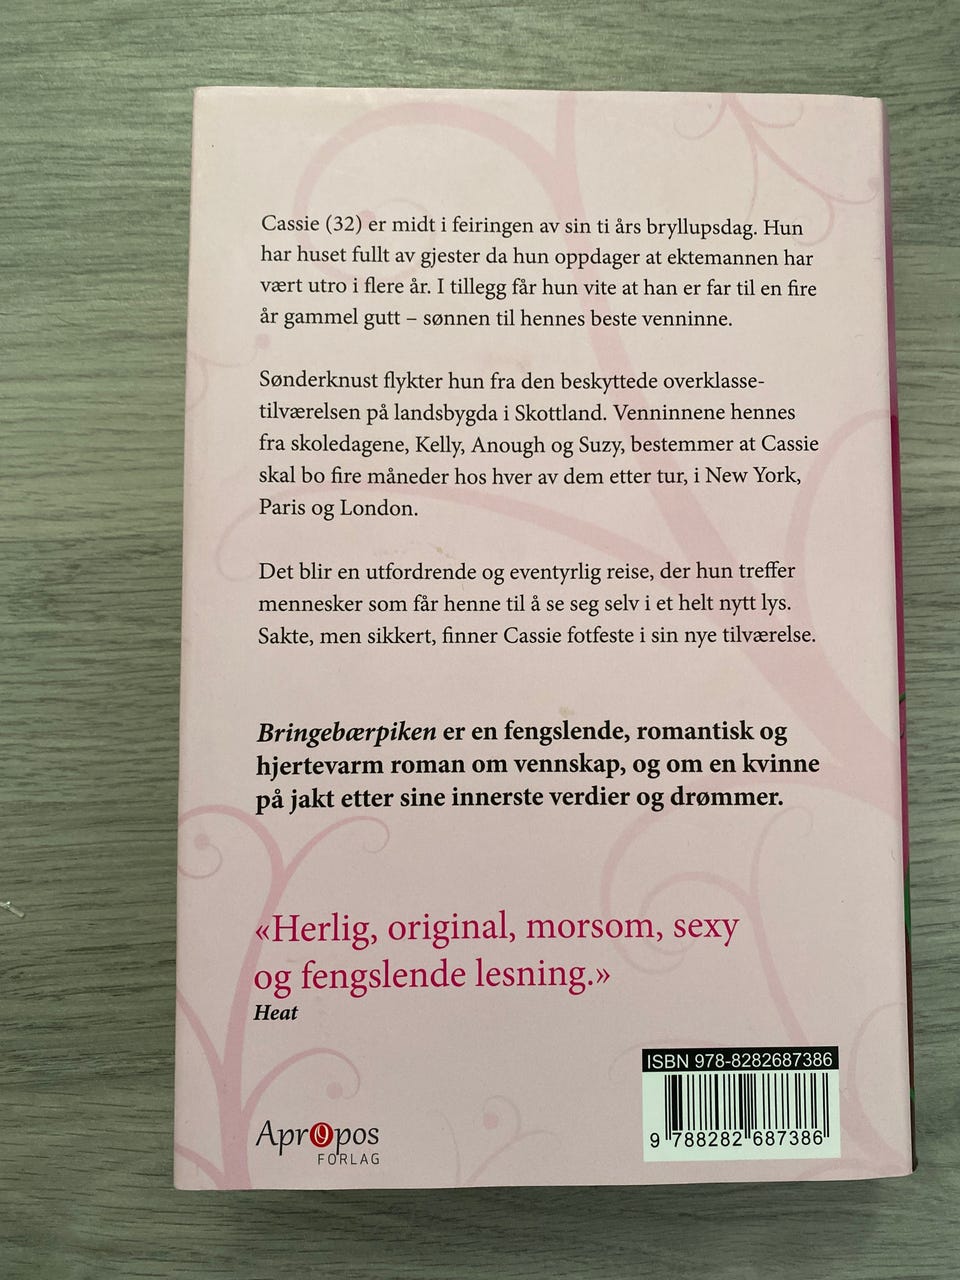 Cassie (32) er midt i feiringen av sin ti års bryllupsdag. Hun
har huset fullt av gjester da hun oppdager at ektemannen har
vært utro i flere år. I tillegg får hun vite at han er far til en fire
år gammel gutt – sønnen til hennes beste venninne.
Sønderknust flykter hun fra den beskyttede overklasse-
tilværelsen på landsbygda i Skottland. Venninnene hennes
fra skoledagene, Kelly, Anough og Suzy, bestemmer at Cassie
skal bo fire måneder hos hver av dem etter tur, i New York,
Paris og London.
Det blir en utfordrende og eventyrlig reise, der hun treffer
mennesker som får henne til å se seg selv i et helt nytt lys.
Sakte, men sikkert, finner Cassie fotfeste i sin nye tilværelse.
Bringebærpiken er en fengslende, romantisk og
hjertevarm roman om vennskap, og om en kvinne
på jakt etter sine innerste verdier og drømmer.
«Herlig, original, morsom, sexy
og fengslende lesning.»
Heat
ISBN 978-8282687386
9 788282 687386
Apropos
FORLAG